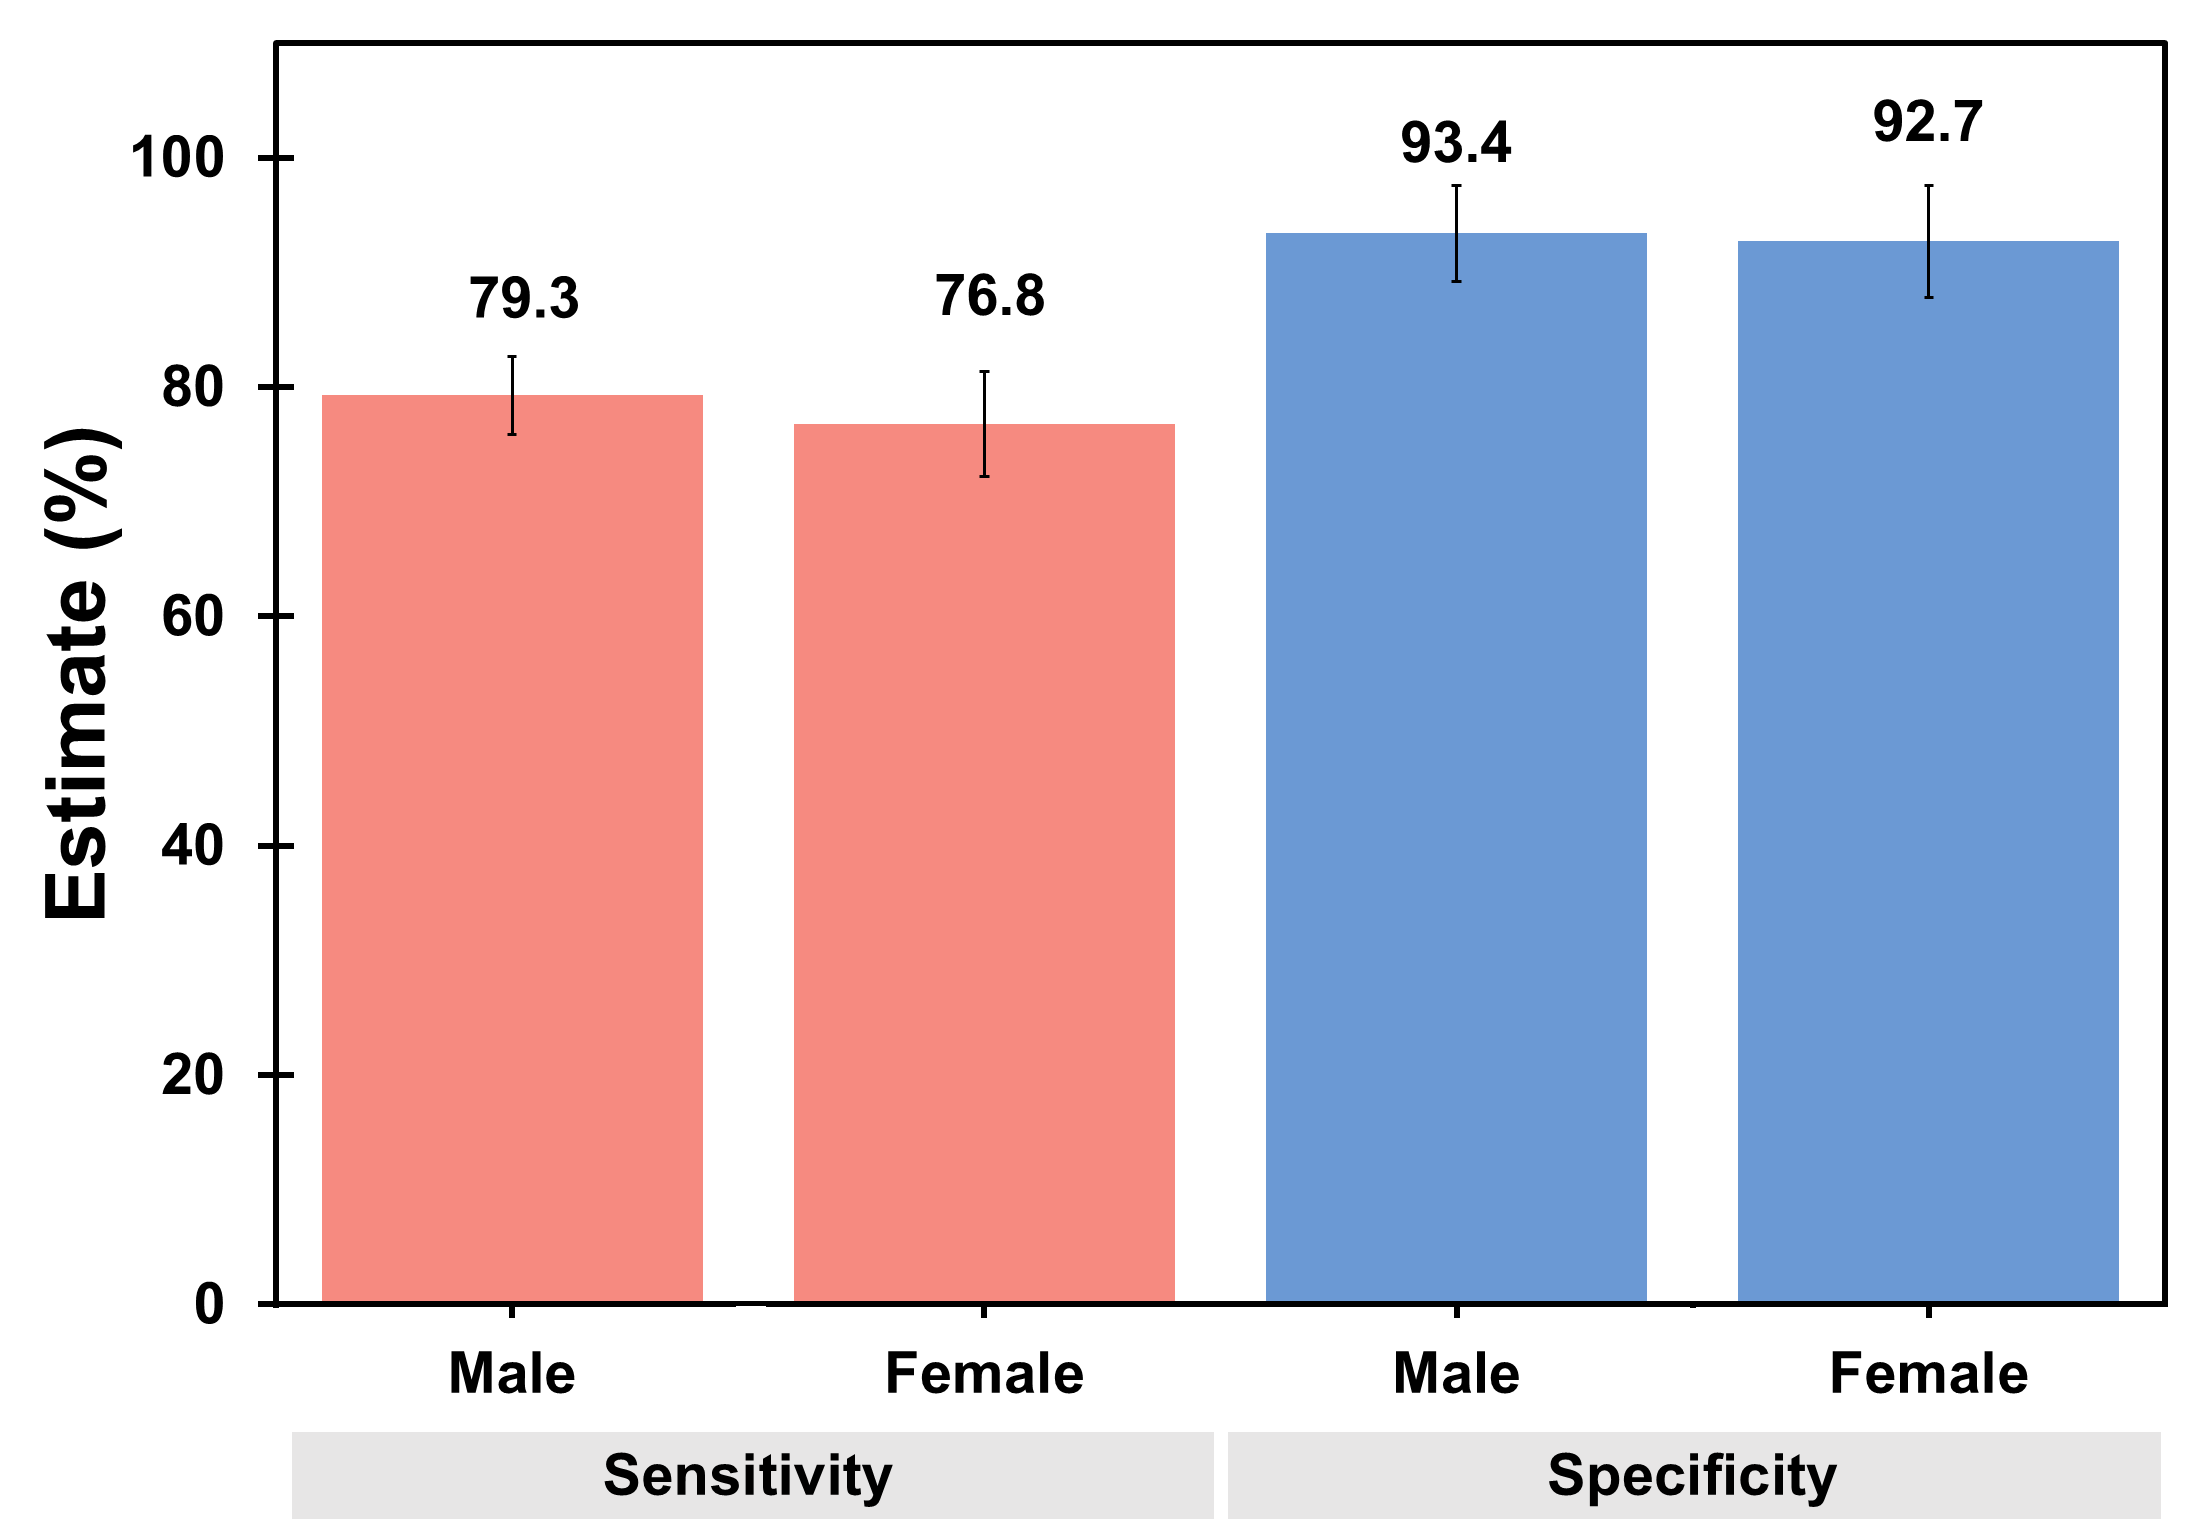 Estimate (%)
100
80
60
40
20
0
79.3
76.8
93.4
92.7
Male
Female
Male
Female
Sensitivity
Specificity